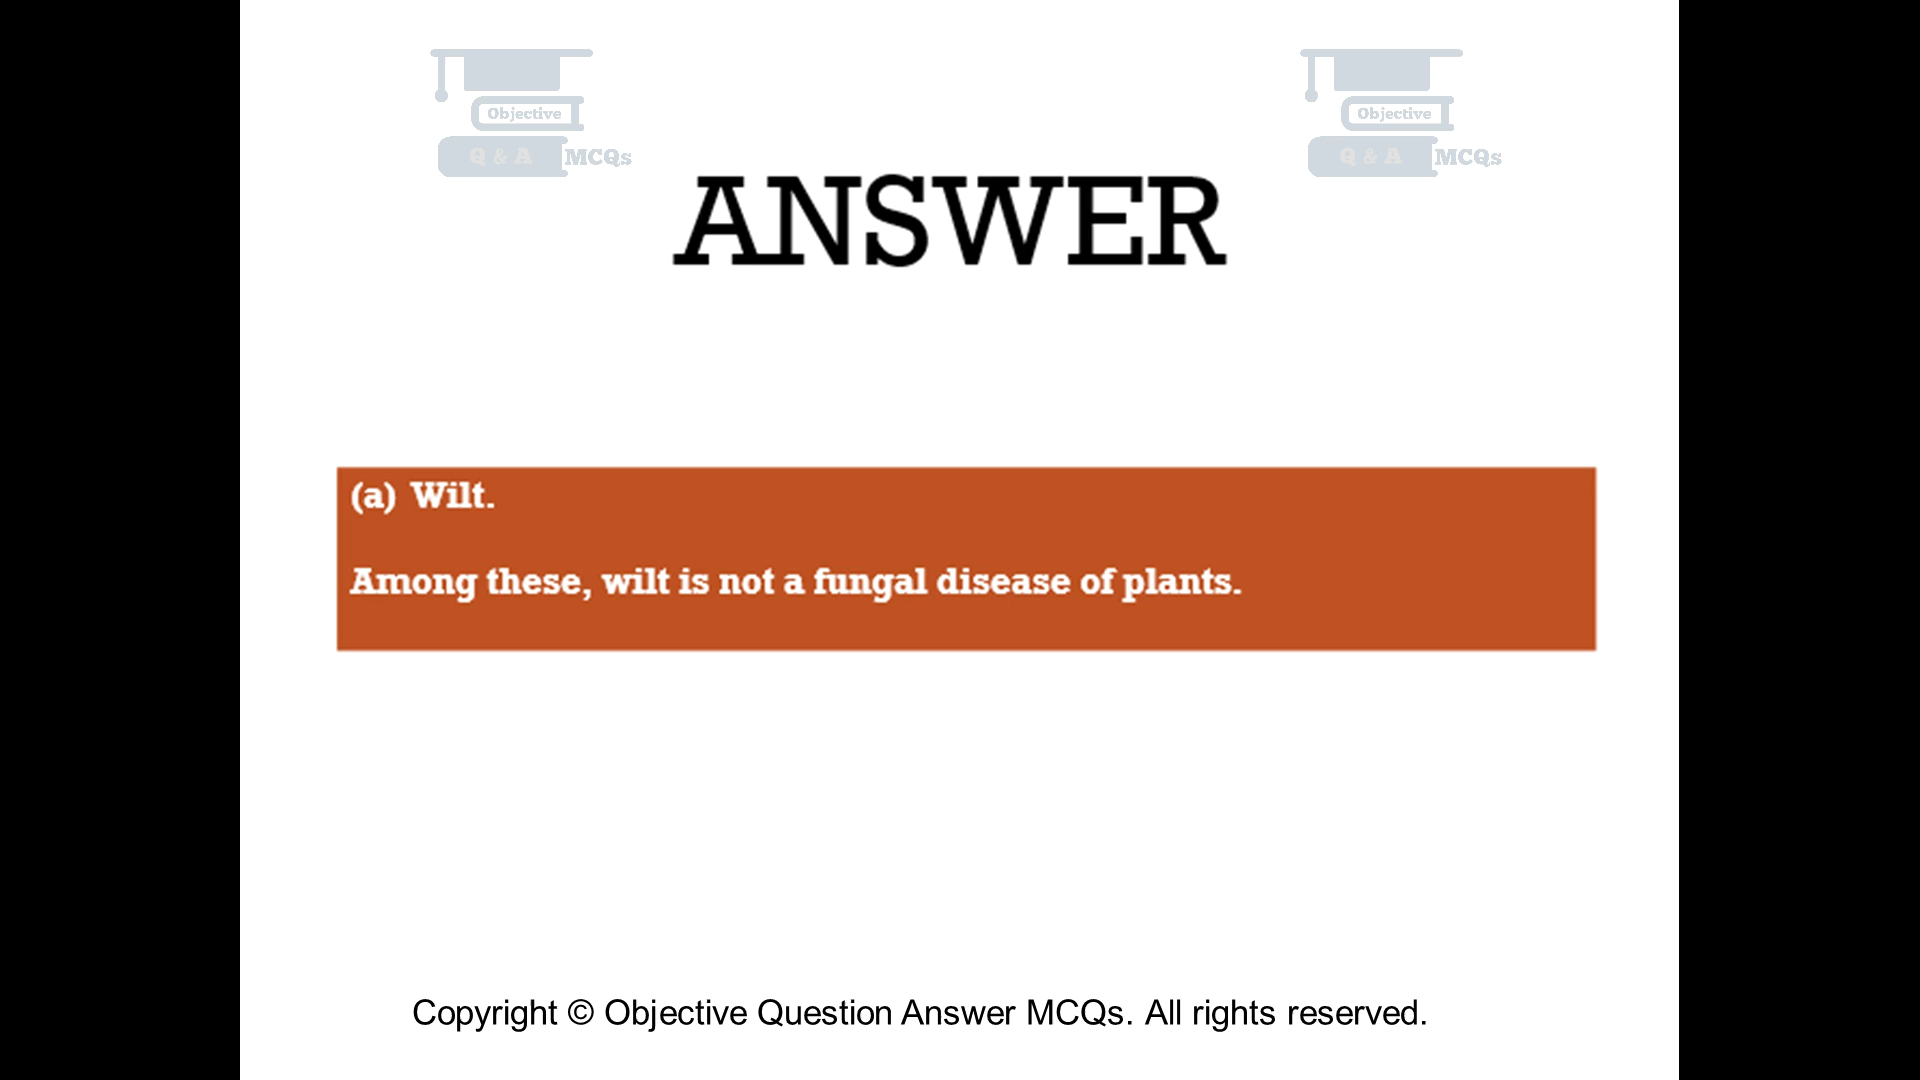 Objective
Q & A MCQs
Objective
Q & A MCQs
ANSWER
(a) Wilt.
Among these, wilt is not a fungal disease of plants.
Copyright © Objective Question Answer MCQs. All rights reserved.